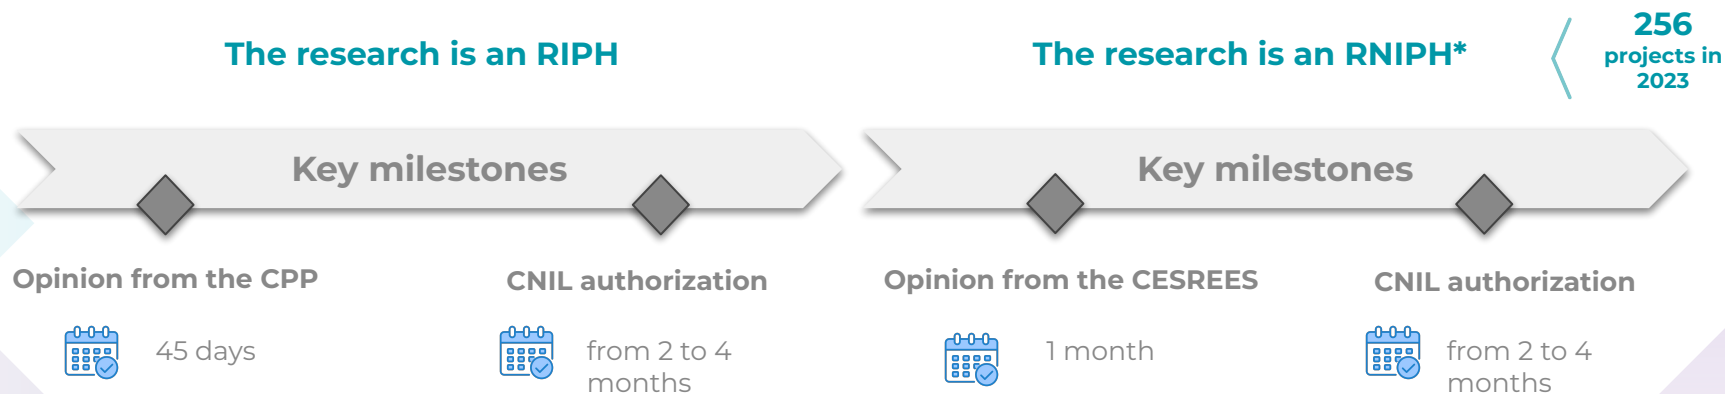 The research is an RIPH
Key milestones
Opinion from the CPP
45 days
CNIL authorization
from 2 to 4
months
The research is an RNIPH*
256
projects in
2023
Key milestones
Opinion from the CESREES
1 month
CNIL authorization
from 2 to 4
months